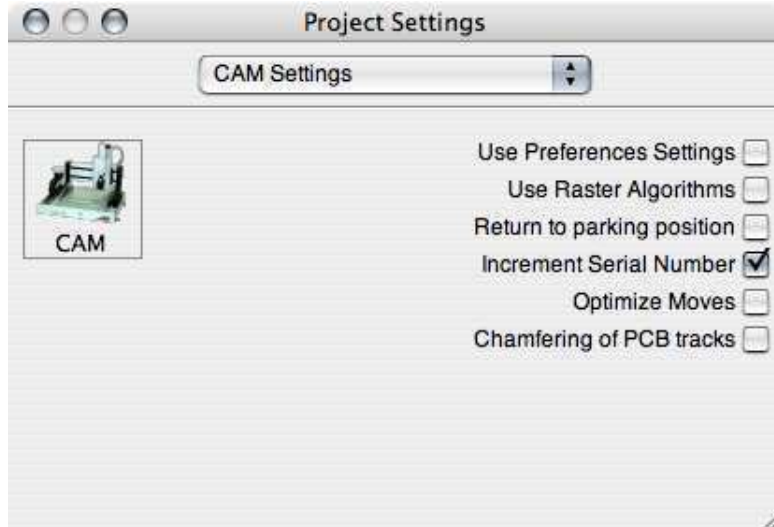 Project Settings
CAM Settings
Use Preferences Settings
Use Raster Algorithms
Return to parking position
CAM
Increment Serial Number
Optimize Moves
Chamfering of PCB tracks